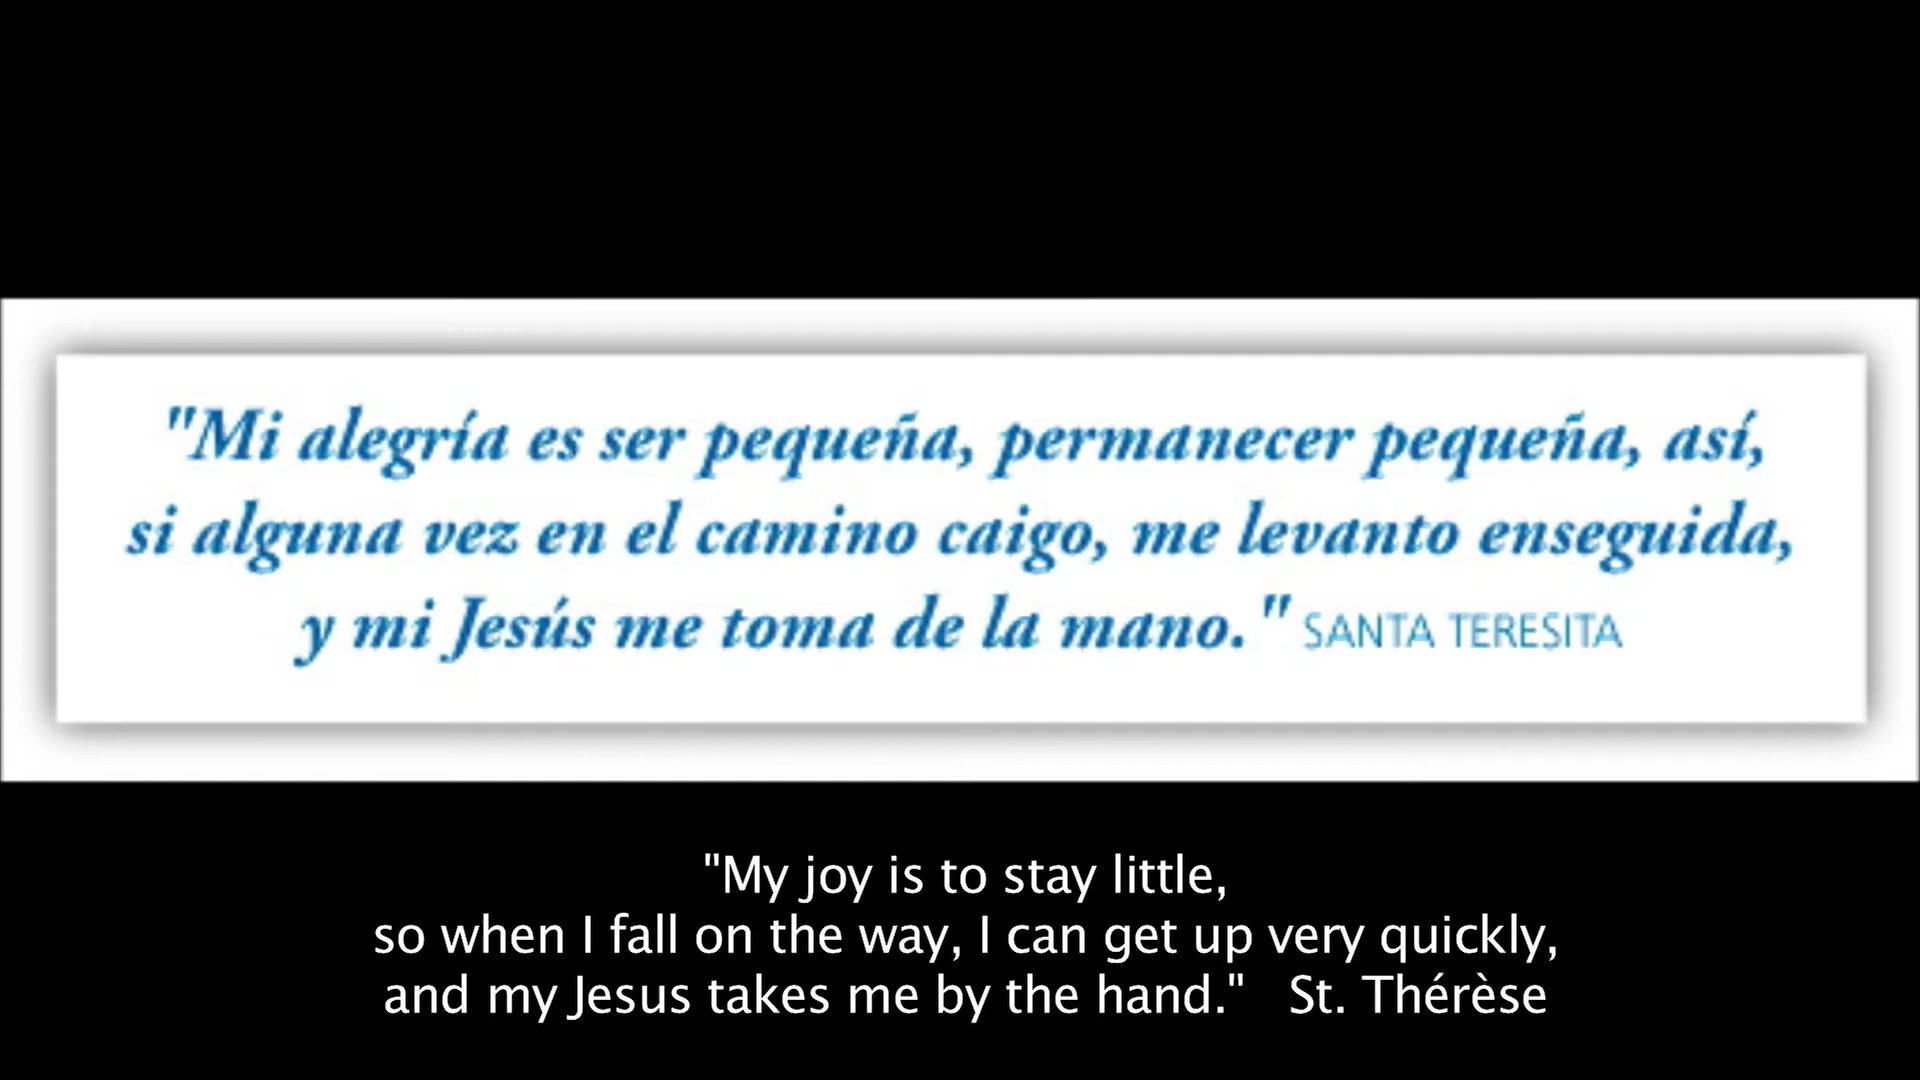 "Mi alegría es ser pequeña, permanecer pequeña, así,
si alguna vez en el camino caigo, me levanto enseguida,
y mi Jesús me toma de la mano." SANTA TERESITA
"My joy is to stay little,
so when I fall on the way, I can get up very quickly,
and my Jesus takes me by the hand." St. Thérèse